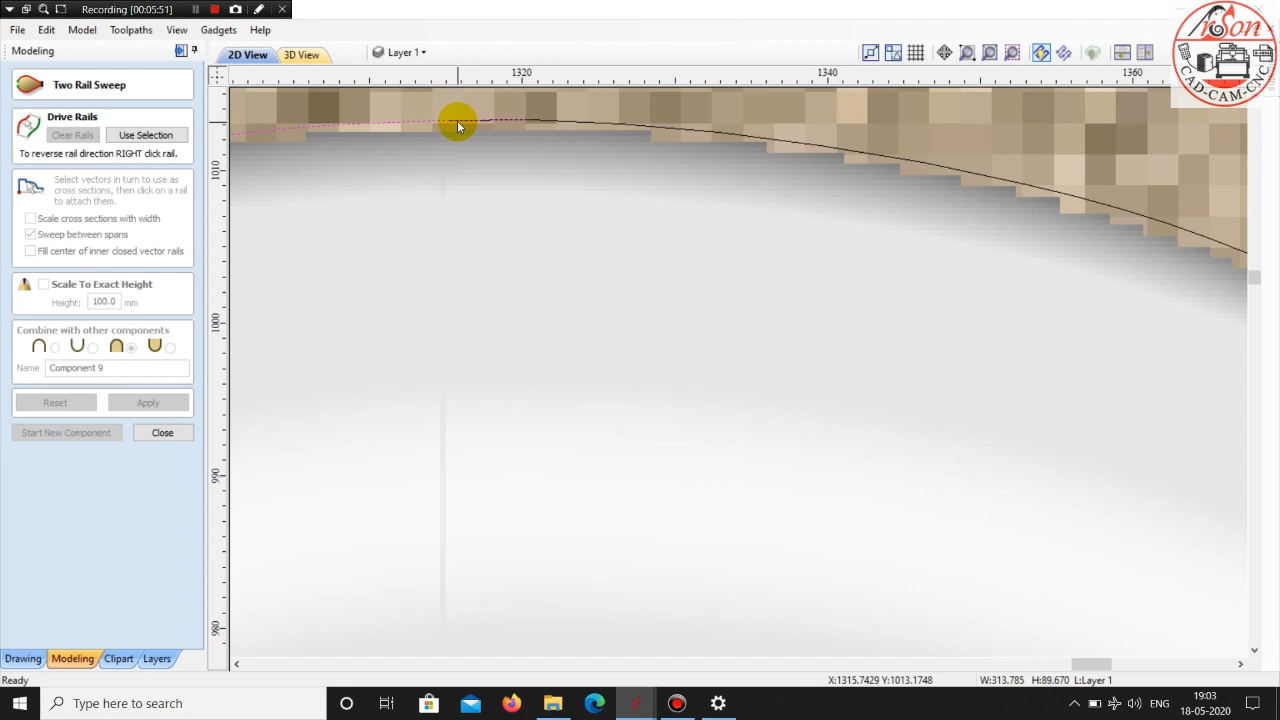 Recording (00:05:51)
File Edit Model Toolpaths View Gadgets Help
Modeling
2D View 3D View Layer 1
1320 1340 1360
Two Rail Sweep
Drive Rails
Clear Rails Use Selection
To reverse rail direction RIGHT click rail.
Select vectors in turn to use as
cross sections, then click on a rail
to attach them.
Scale cross sections with width
Sweep between spans
Fill center of inner closed vector rails
Scale To Exact Height
Height: 100.0 mm
Combine with other components
Name Component 9
Reset Apply
Start New Component Close
1010
1000
990
980
Drawing Modeling Clipart Layers
Ready X:1315.7429 Y:1013.1748 W:313.785 H:89.670 L:Layer 1
Type here to search
ENG 19:03
18-05-2020
CAD-CAM-CNC